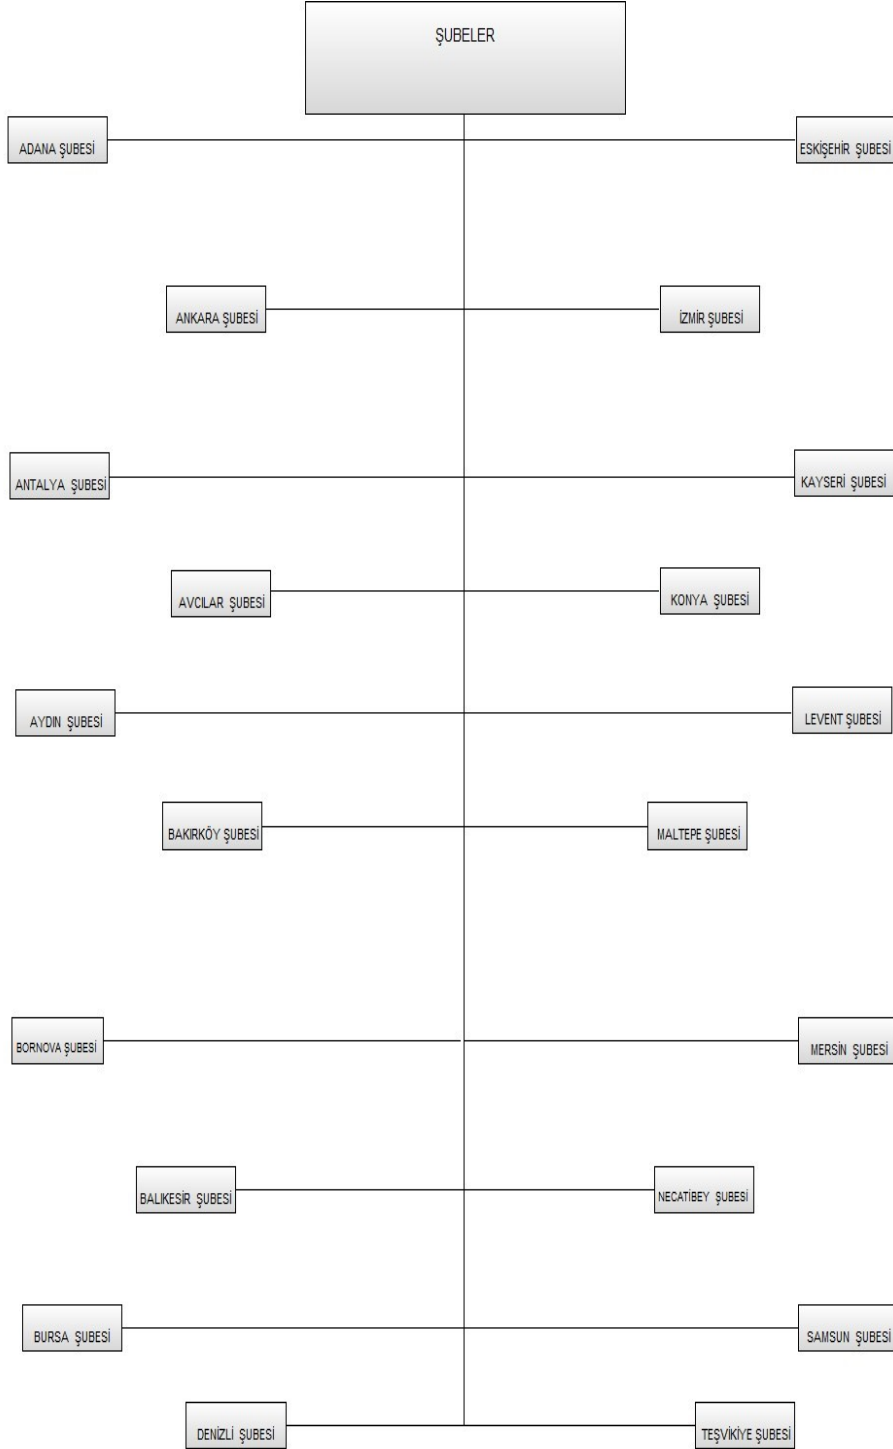 ŞUBELER
ADANA ŞUBESİ
ESKİŞEHİR ŞUBESİ
ANKARA ŞUBESİ
İZMİR ŞUBESİ
ANTALYA ŞUBESİ
KAYSERİ ŞUBESİ
AVCILAR ŞUBESİ
KONYA ŞUBESİ
AYDIN ŞUBESİ
LEVENT ŞUBESİ
BAKIRKÖY ŞUBESİ
MALTEPE ŞUBESİ
BORNOVA ŞUBESİ
MERSİN ŞUBESİ
BALIKESİR ŞUBESİ
NECATİBEY ŞUBESİ
BURSA ŞUBESİ
SAMSUN ŞUBESİ
DENİZLİ ŞUBESİ
TEŞVİKİYE ŞUBESİ